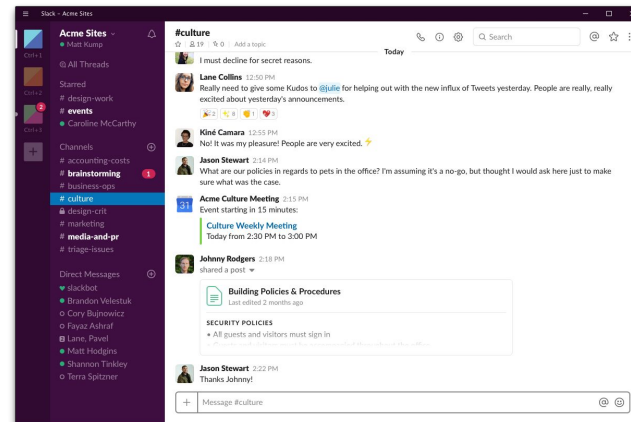 Slack - Acme Sites
Ctrl+1
Ctrl+2
2
Ctrl+3
Acme Sites
Matt Kump
All Threads
Starred
# design-work
# events
Caroline McCarthy
Channels
# accounting-costs
# brainstorming 1
# business-ops
# culture
design-crit
# marketing
# media-and-pr
# triage-issues
Direct Messages
slackbot
Brandon Velestuk
Cory Bujnowicz
Fayaz Ashraf
2 Lane, Pavel
Matt Hodgins
Shannon Tinkley
Terra Spitzner
#culture
19 | 0 | Add a topic
Search
Today
I must decline for secret reasons.
Lane Collins 12:50 PM
Really need to give some Kudos to @julie for helping out with the new influx of Tweets yesterday. People are really, really
excited about yesterday's announcements.
2 8 1 3
Kiné Camara 12:55 PM
No! It was my pleasure! People are very excited.
Jason Stewart 2:14 PM
What are our policies in regards to pets in the office? I'm assuming it's a no-go, but thought I would ask here just to make
sure what was the case.
31
Acme Culture Meeting 2:15 PM
Event starting in 15 minutes:
Culture Weekly Meeting
Today from 2:30 PM to 3:00 PM
Johnny Rodgers 2:18 PM
shared a post
Building Policies & Procedures
Last edited 2 months ago
SECURITY POLICIES
• All guests and visitors must sign in
Jason Stewart 2:22 PM
Thanks Johnny!
Message #culture